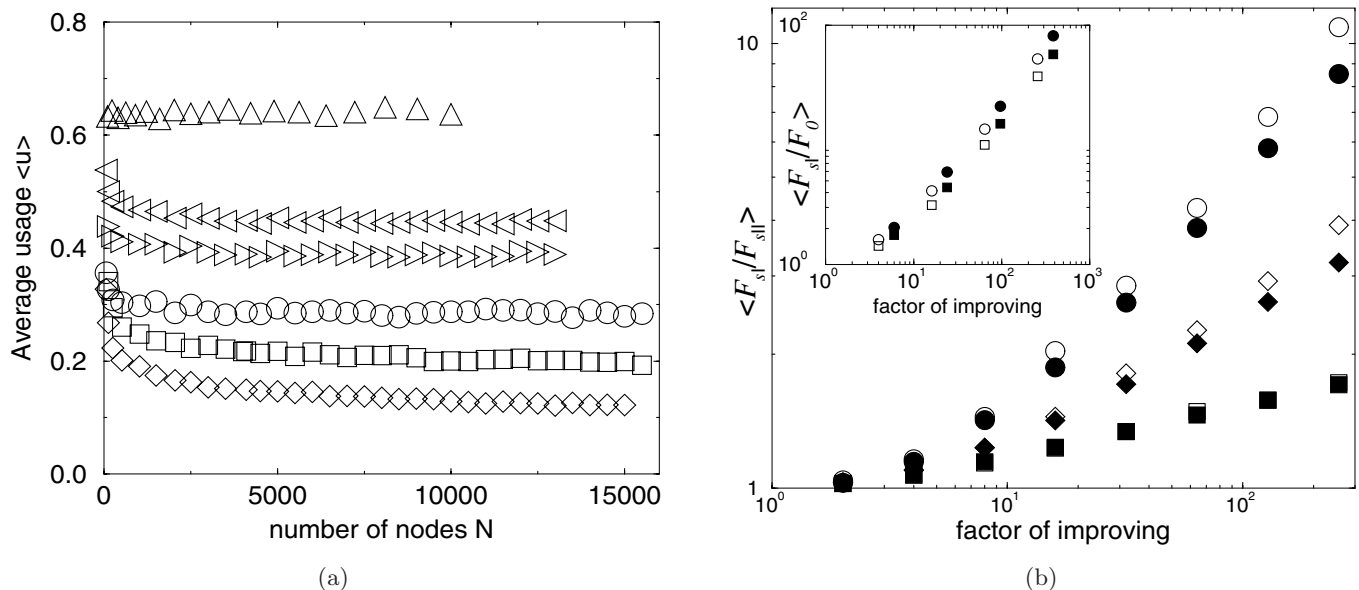 0.8
0.6
0.4
0.2
0.0
Average usage <u>
0 5000 10000 15000
number of nodes N
(a)
10
1
<F_sI/F_sII>
10^0 10^1 10^2
factor of improving
10^2
10^0
<F_sI/F_0>
10^0 10^1 10^2 10^3
factor of improving
(b)